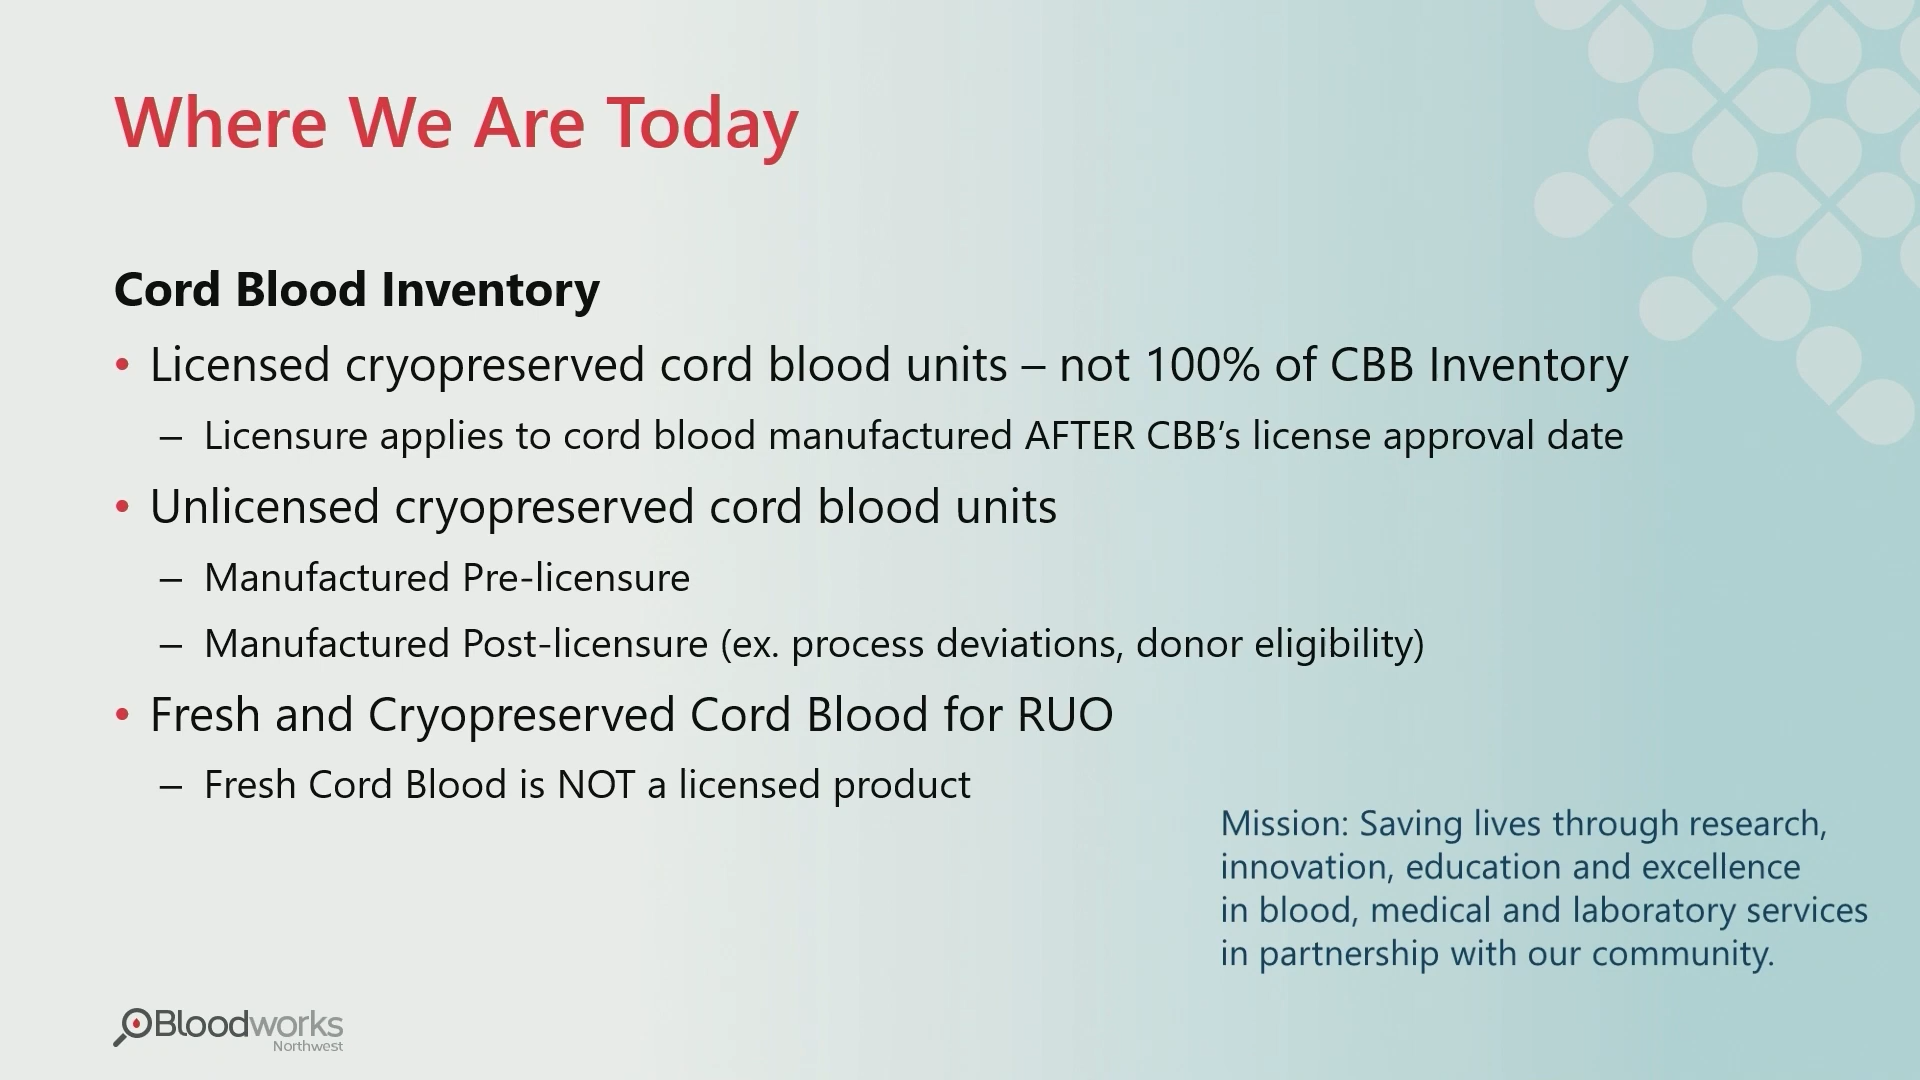 Where We Are Today
Cord Blood Inventory
• Licensed cryopreserved cord blood units – not 100% of CBB Inventory
– Licensure applies to cord blood manufactured AFTER CBB’s license approval date
• Unlicensed cryopreserved cord blood units
– Manufactured Pre-licensure
– Manufactured Post-licensure (ex. process deviations, donor eligibility)
• Fresh and Cryopreserved Cord Blood for RUO
– Fresh Cord Blood is NOT a licensed product
Mission: Saving lives through research,
innovation, education and excellence
in blood, medical and laboratory services
in partnership with our community.
Bloodworks
Northwest